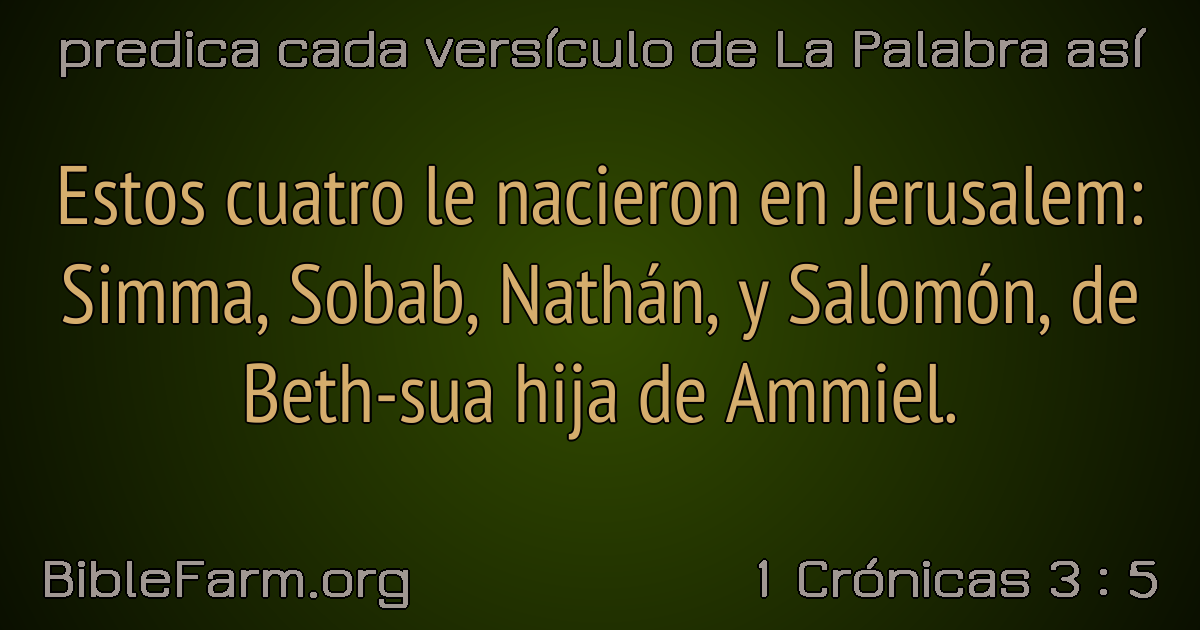 predica cada versículo de La Palabra así
Estos cuatro le nacieron en Jerusalem:
Simma, Sobab, Nathán, y Salomón, de
Beth-sua hija de Ammiel.
BibleFarm.org
1 Crónicas 3 : 5